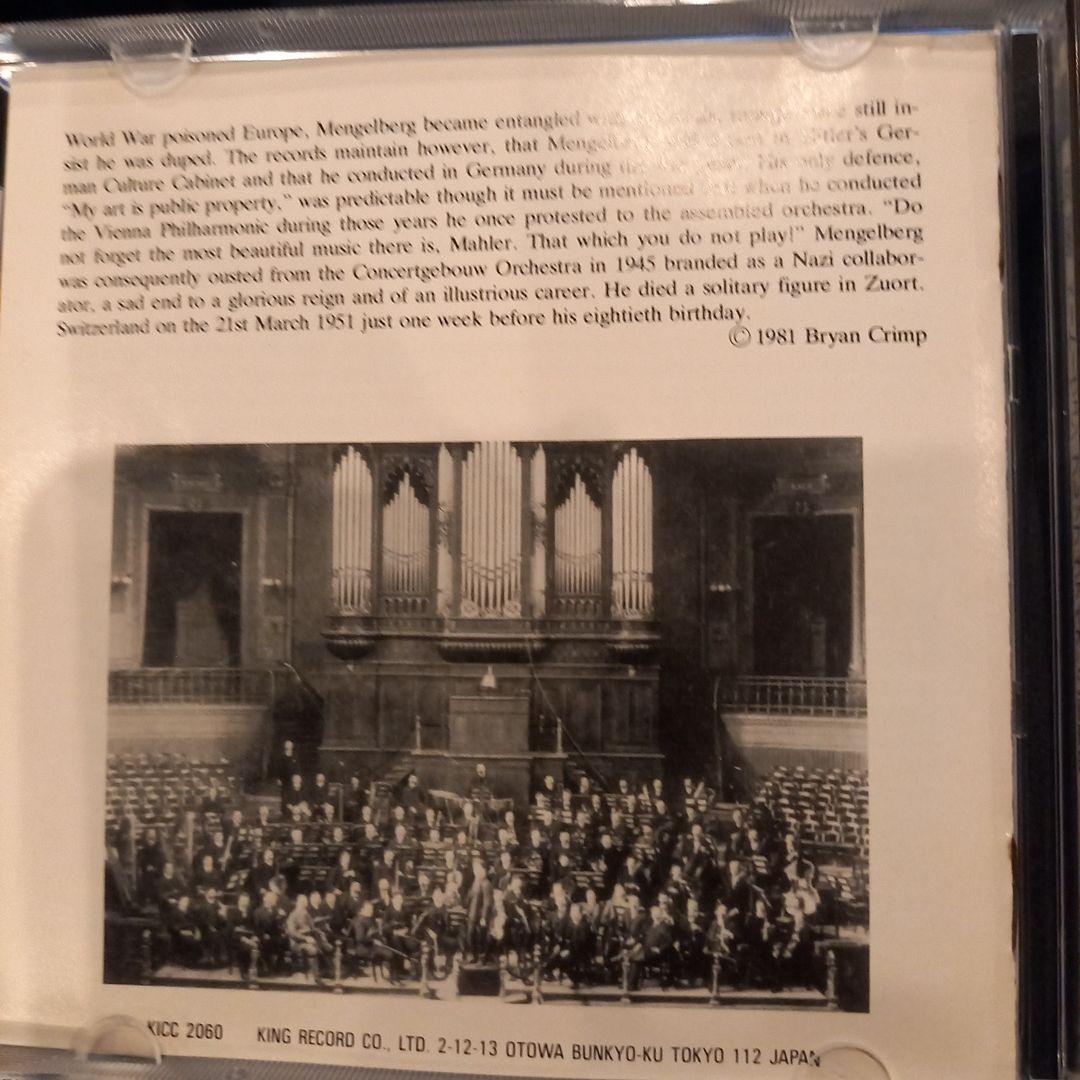 World War poisoned Europe, Mengelberg became entangled still in-
sist he was duped. The records maintain however, that in Hitler's Ger-
man Culture Cabinet and that he conducted in Germany during His only defence,
“My art is public property,” was predictable though it must be mentioned that when he conducted
the Vienna Philharmonic during those years he once protested to the assembled orchestra. “Do
not forget the most beautiful music there is, Mahler. That which you do not play!” Mengelberg
was consequently ousted from the Concertgebouw Orchestra in 1945 branded as a Nazi collabor-
ator, a sad end to a glorious reign and of an illustrious career. He died a solitary figure in Zuort,
Switzerland on the 21st March 1951 just one week before his eightieth birthday.
© 1981 Bryan Crimp
KICC 2060 KING RECORD CO., LTD. 2-12-13 OTOWA BUNKYO-KU TOKYO 112 JAPAN